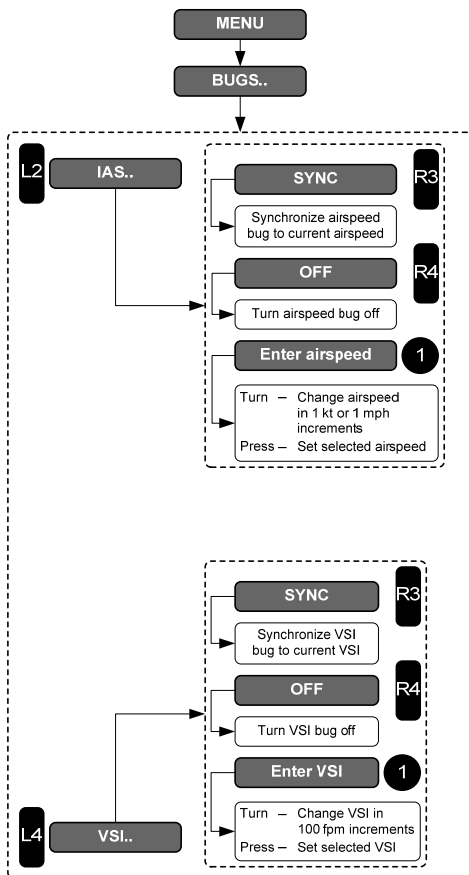 MENU
BUGS..
L2
IAS..
SYNC
R3
Synchronize airspeed
bug to current airspeed
OFF
R4
Turn airspeed bug off
Enter airspeed
1
Turn – Change airspeed
in 1 kt or 1 mph
increments
Press – Set selected airspeed
SYNC
R3
Synchronize VSI
bug to current VSI
OFF
R4
Turn VSI bug off
Enter VSI
1
Turn – Change VSI in
100 fpm increments
Press – Set selected VSI
L4
VSI..